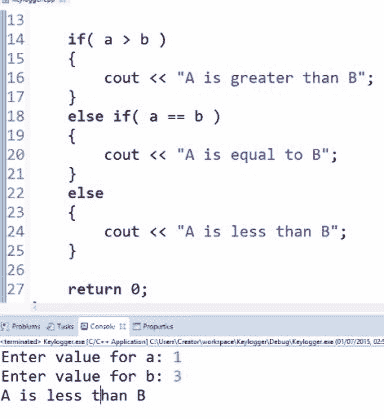 Keylogger.cpp
13
14 if( a > b )
15 {
16 cout << "A is greater than B";
17 }
18 else if( a == b )
19 {
20 cout << "A is equal to B";
21 }
22 else
23 {
24 cout << "A is less than B";
25 }
26
27 return 0;
Problems Tasks Console Properties
<terminated> Keylogger.exe [C/C++ Application] C:\Users\Creator\workspace\Keylogger\Debug\Keylogger.exe (01/07/2015, 02:5
Enter value for a: 1
Enter value for b: 3
A is less than B